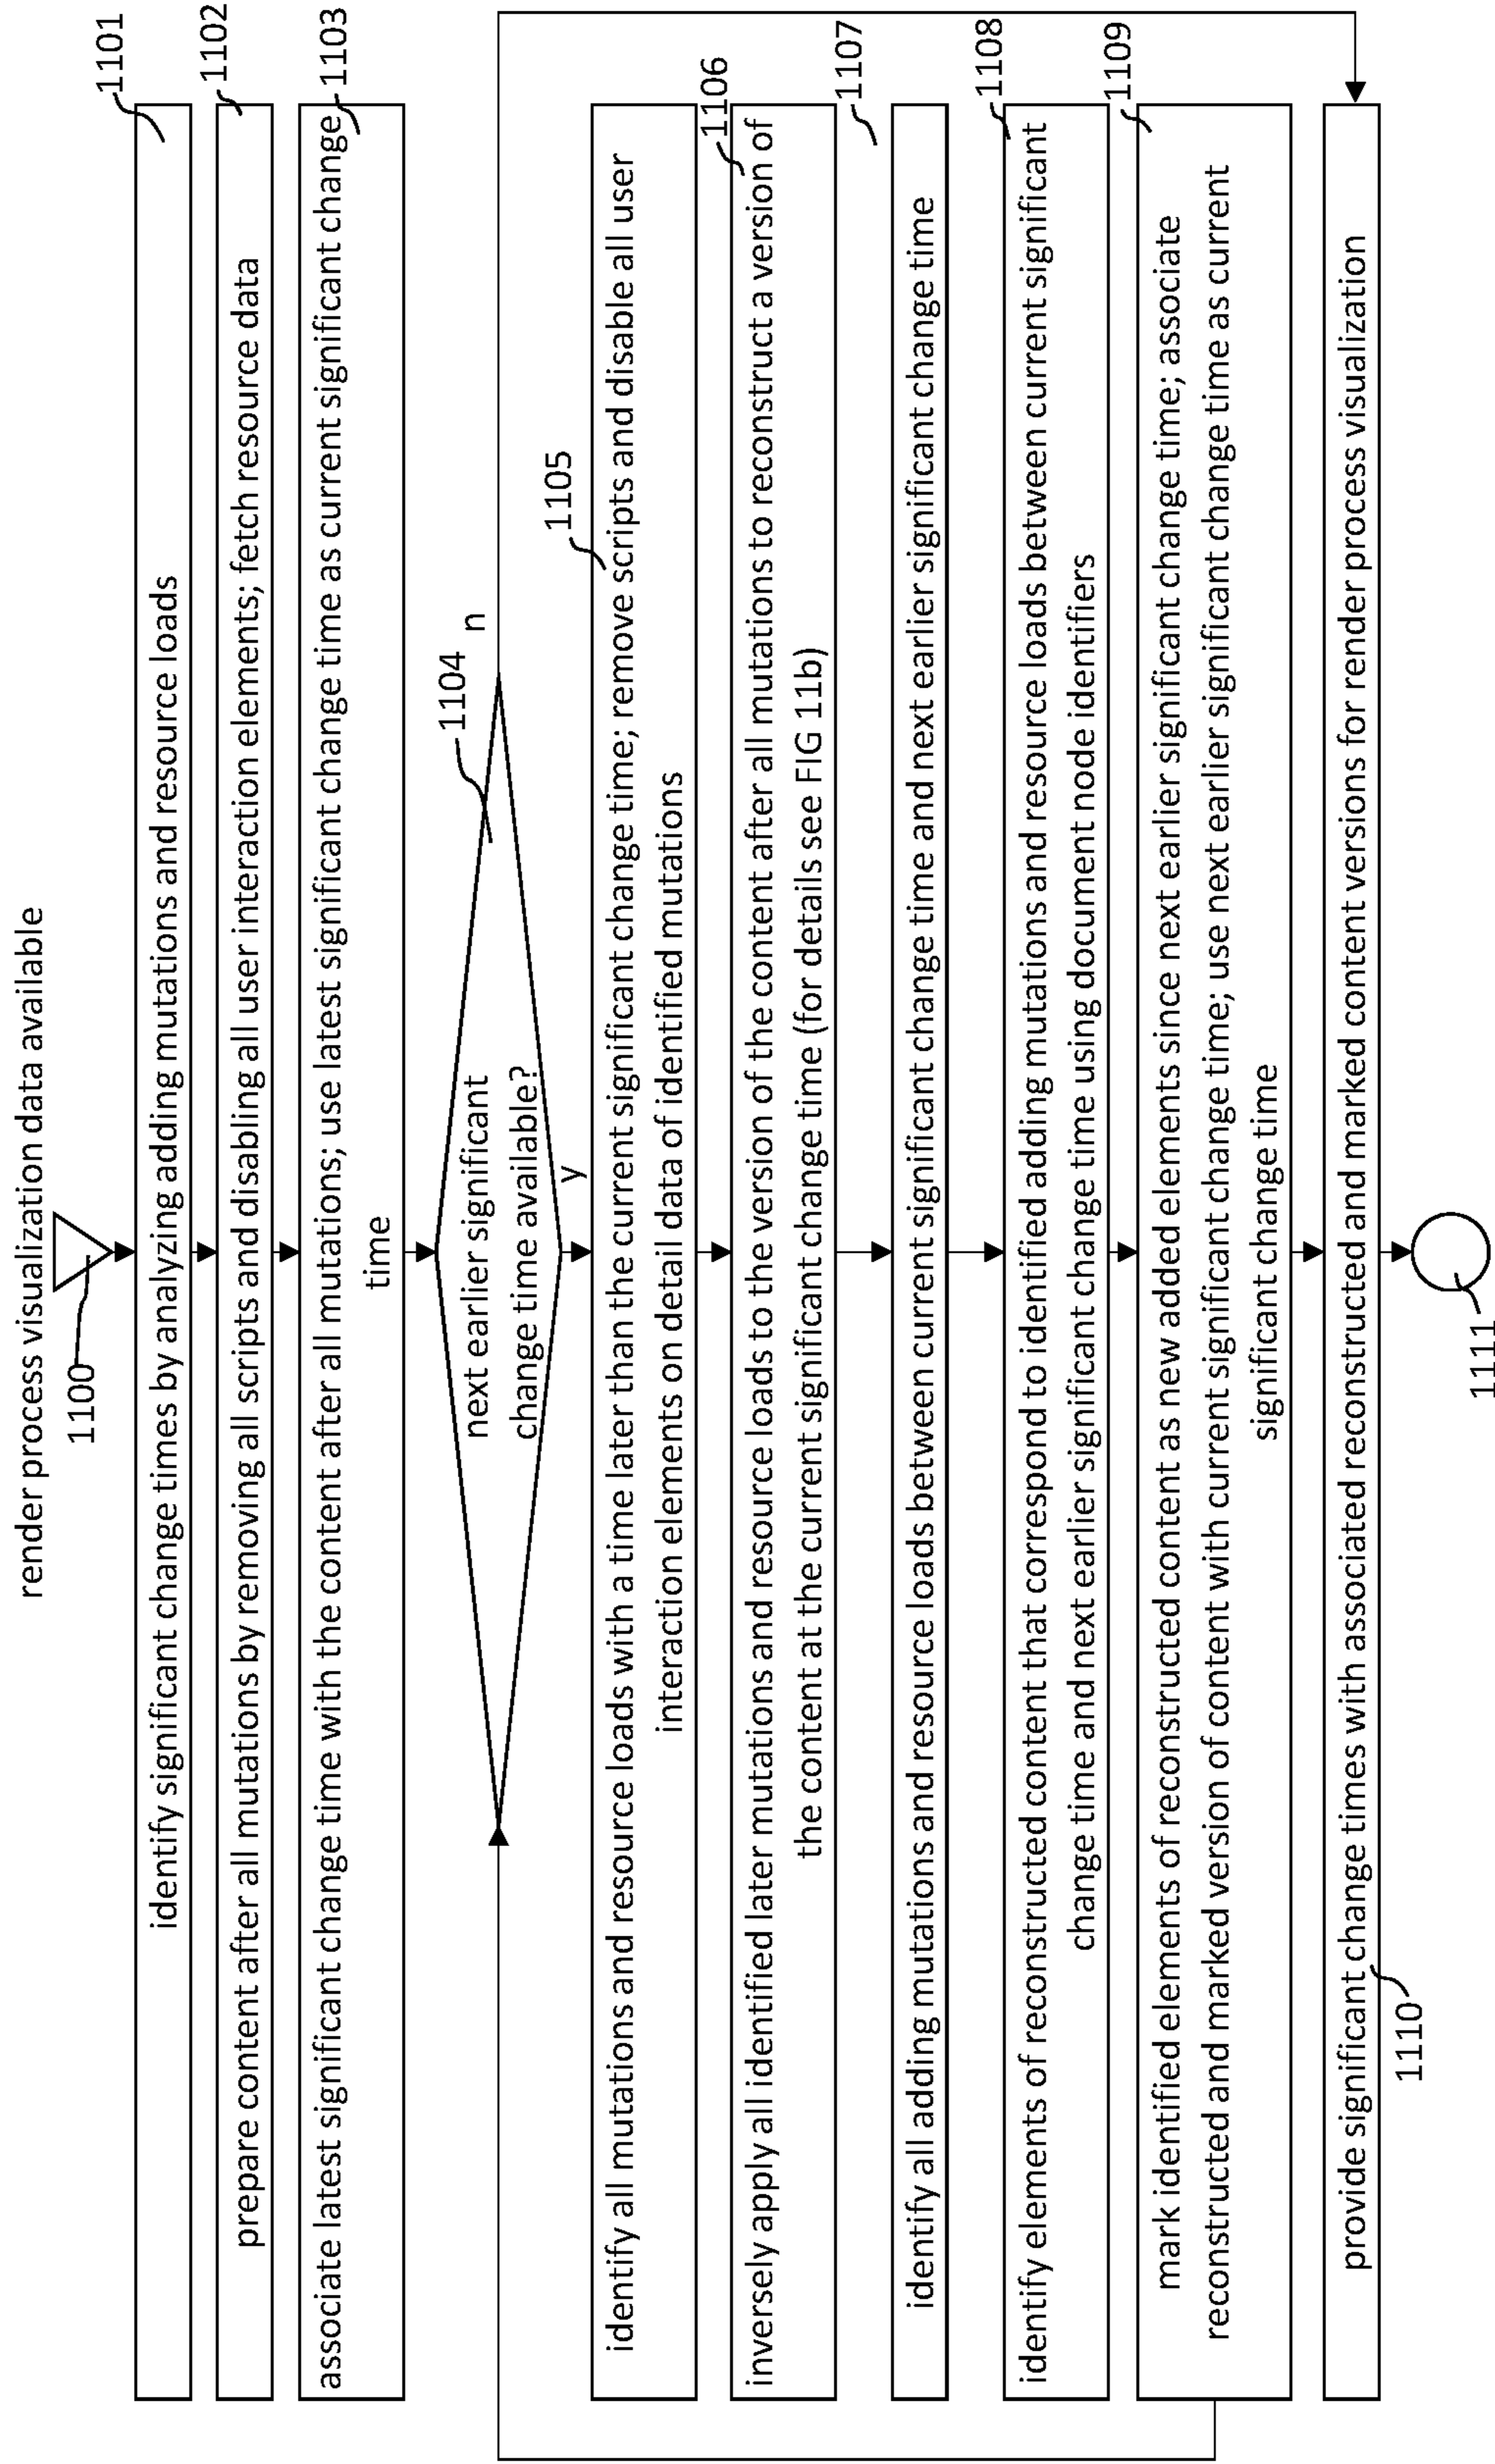 render process visualization data available
1100
1101
identify significant change times by analyzing adding mutations and resource loads
1102
prepare content after all mutations by removing all scripts and disabling all user interaction elements; fetch resource data
1103
associate latest significant change time with the content after all mutations; use latest significant change time as current significant change
time
1104
next earlier significant
change time available?
n
y
1105
identify all mutations and resource loads with a time later than the current significant change time; remove scripts and disable all user
interaction elements on detail data of identified mutations
1106
inversely apply all identified later mutations and resource loads to the version of the content after all mutations to reconstruct a version of
the content at the current significant change time (for details see FIG 11b)
1107
identify all adding mutations and resource loads between current significant change time and next earlier significant change time
1108
identify elements of reconstructed content that correspond to identified adding mutations and resource loads between current significant
change time and next earlier significant change time using document node identifiers
1109
mark identified elements of reconstructed content as new added elements since next earlier significant change time; associate
reconstructed and marked version of content with current significant change time; use next earlier significant change time as current
significant change time
provide significant change times with associated reconstructed and marked content versions for render process visualization
1110
1111